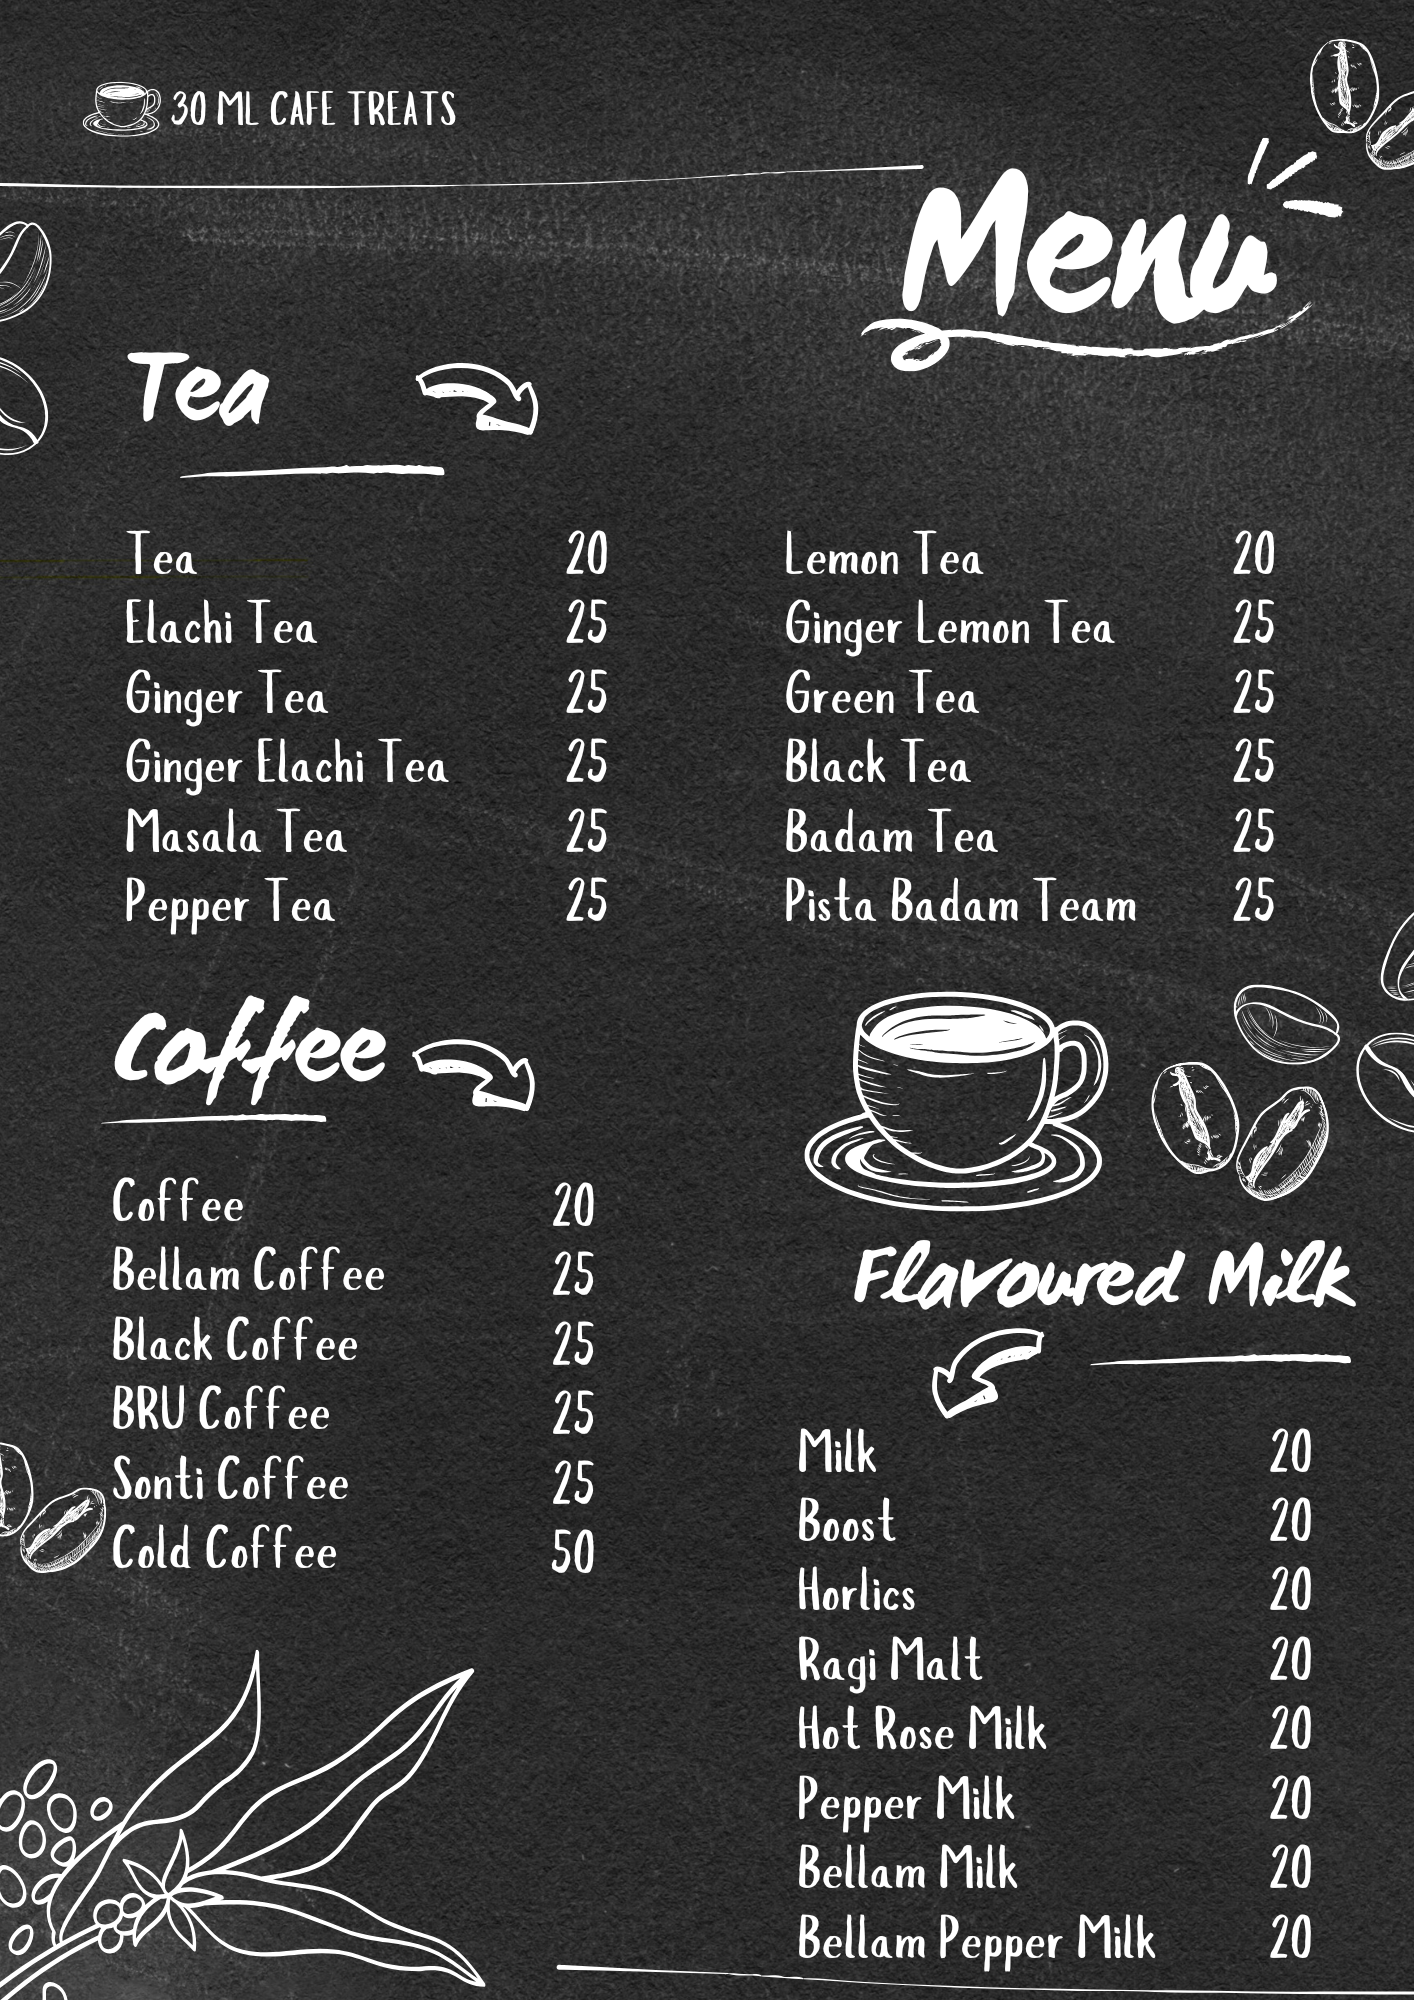 30 ML CAFE TREATS
Menu
Tea
Tea 20
Elachi Tea 25
Ginger Tea 25
Ginger Elachi Tea 25
Masala Tea 25
Pepper Tea 25
Lemon Tea 20
Ginger Lemon Tea 25
Green Tea 25
Black Tea 25
Badam Tea 25
Pista Badam Team 25
Coffee
Coffee 20
Bellam Coffee 25
Black Coffee 25
BRU Coffee 25
Sonti Coffee 25
Cold Coffee 50
Flavoured Milk
Milk 20
Boost 20
Horlics 20
Ragi Malt 20
Hot Rose Milk 20
Pepper Milk 20
Bellam Milk 20
Bellam Pepper Milk 20